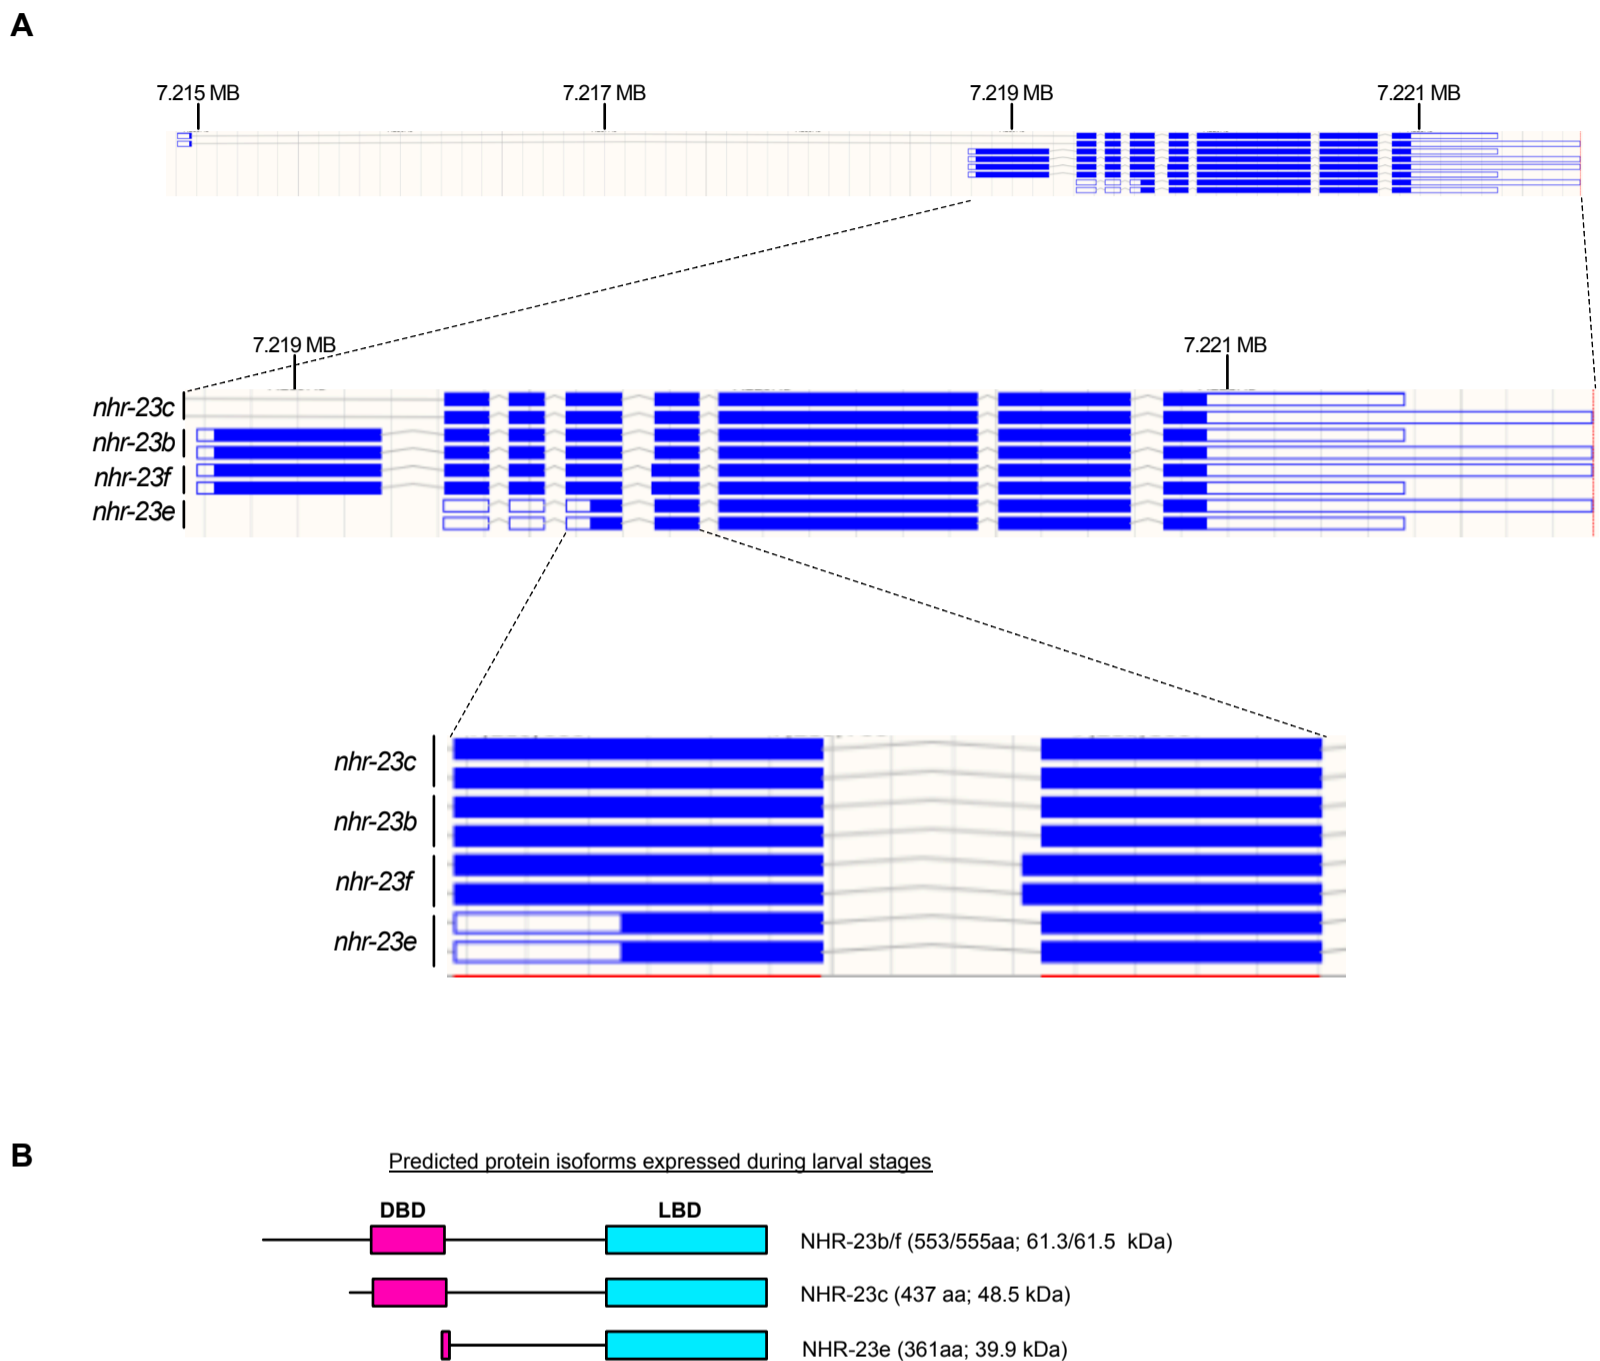 A
7.215 MB 7.217 MB 7.219 MB 7.221 MB
7.219 MB 7.221 MB
nhr-23c
nhr-23b
nhr-23f
nhr-23e
nhr-23c
nhr-23b
nhr-23f
nhr-23e
B
Predicted protein isoforms expressed during larval stages
DBD LBD
NHR-23b/f (553/555aa; 61.3/61.5 kDa)
NHR-23c (437 aa; 48.5 kDa)
NHR-23e (361aa; 39.9 kDa)